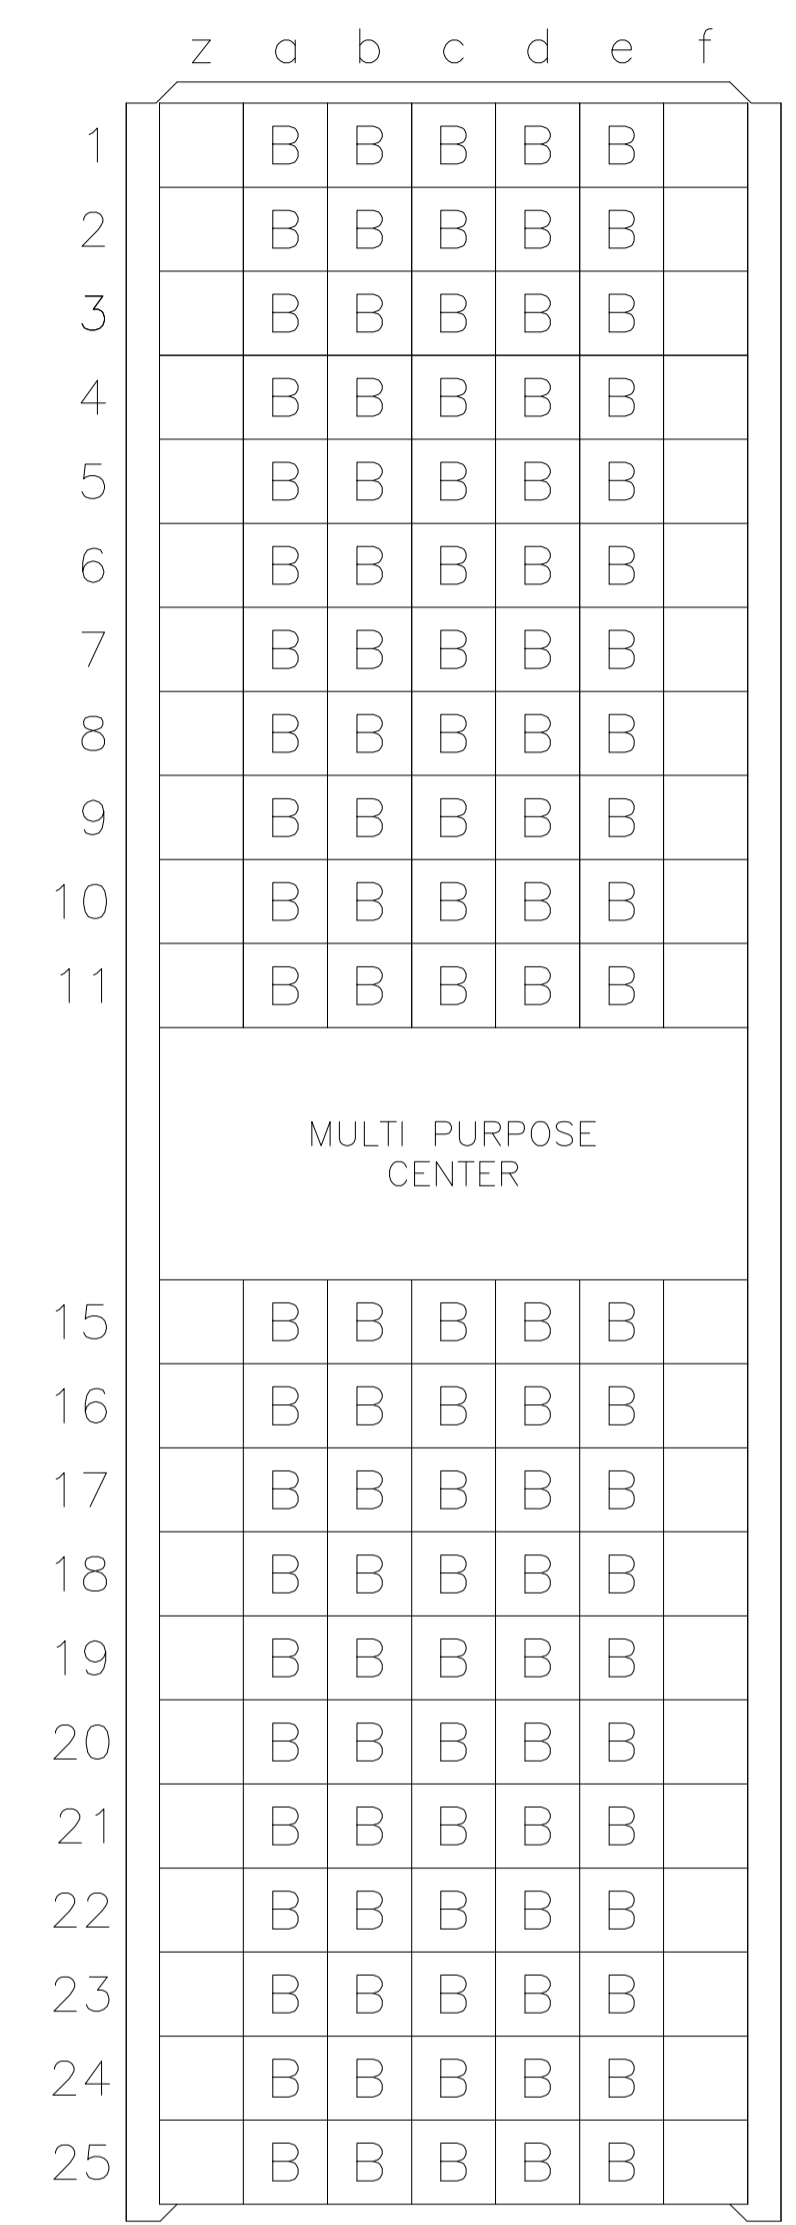 z a b c d e f
1 B B B B B
2 B B B B B
3 B B B B B
4 B B B B B
5 B B B B B
6 B B B B B
7 B B B B B
8 B B B B B
9 B B B B B
10 B B B B B
11 B B B B B
MULTI PURPOSE
CENTER
15 B B B B B
16 B B B B B
17 B B B B B
18 B B B B B
19 B B B B B
20 B B B B B
21 B B B B B
22 B B B B B
23 B B B B B
24 B B B B B
25 B B B B B